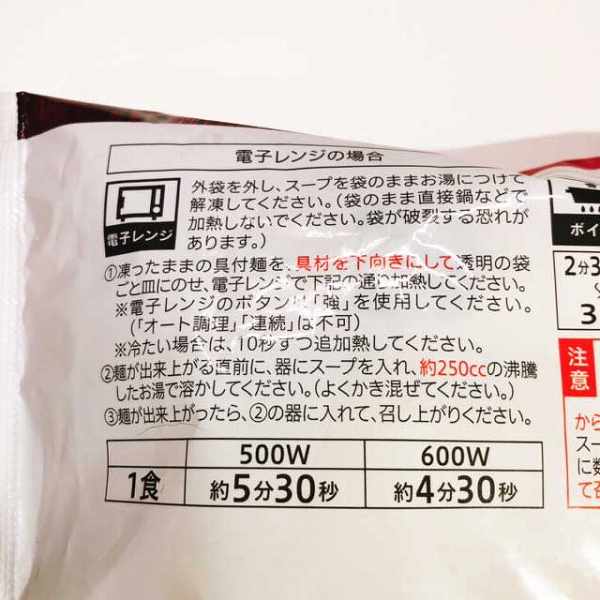 電子レンジの場合
電子レンジ
外袋を外し、スープを袋のままお湯につけて
解凍してください。(袋のまま直接鍋などで
加熱しないでください。袋が破裂する恐れが
あります。)
①凍ったままの具付麺を、具材を下向きにして透明の袋
ごと皿にのせ、電子レンジで下記の通り加熱してください。
※電子レンジのボタンは「強」を使用してください。
(「オート調理」「連続」は不可)
※冷たい場合は、10秒ずつ追加熱してください。
②麺が出来上がる直前に、器にスープを入れ、約250ccの沸騰
したお湯で溶かしてください。(よくかき混ぜてください。)
③麺が出来上がったら、②の器に入れて、召し上がりください。
500W 600W
1食 約5分30秒 約4分30秒
ボイ
2分3
～
3
注意
から
スー
に数
て召